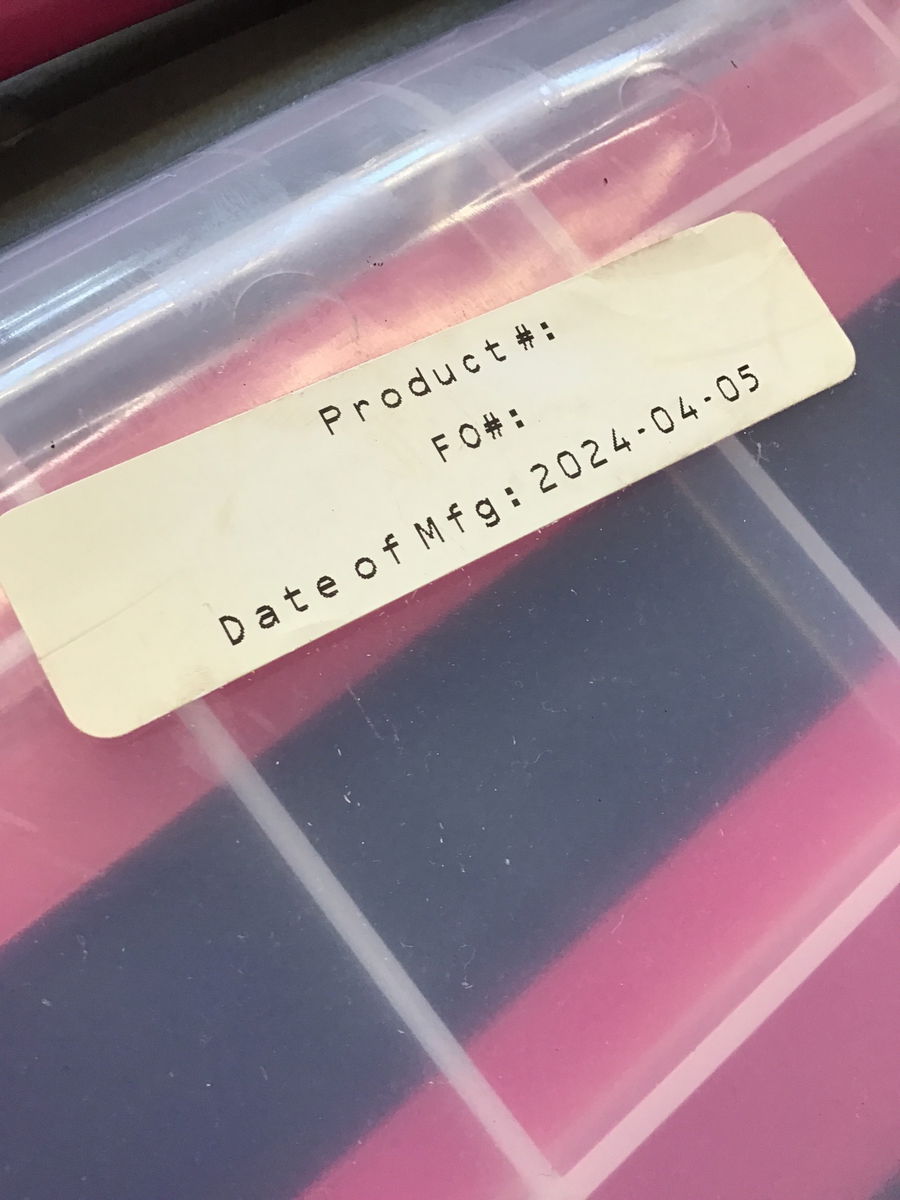 Product#:
FO#:
Date of Mfg: 2024-04-05